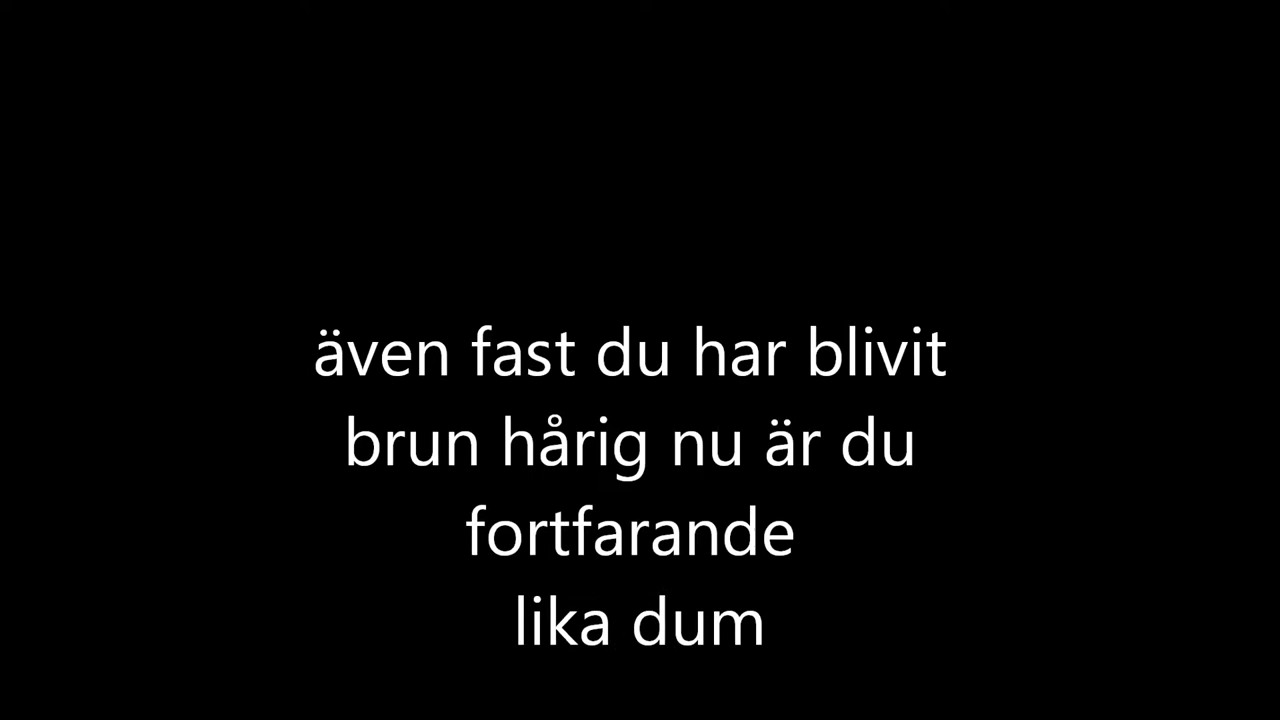 även fast du har blivit
brun hårig nu är du
fortfarande
lika dum